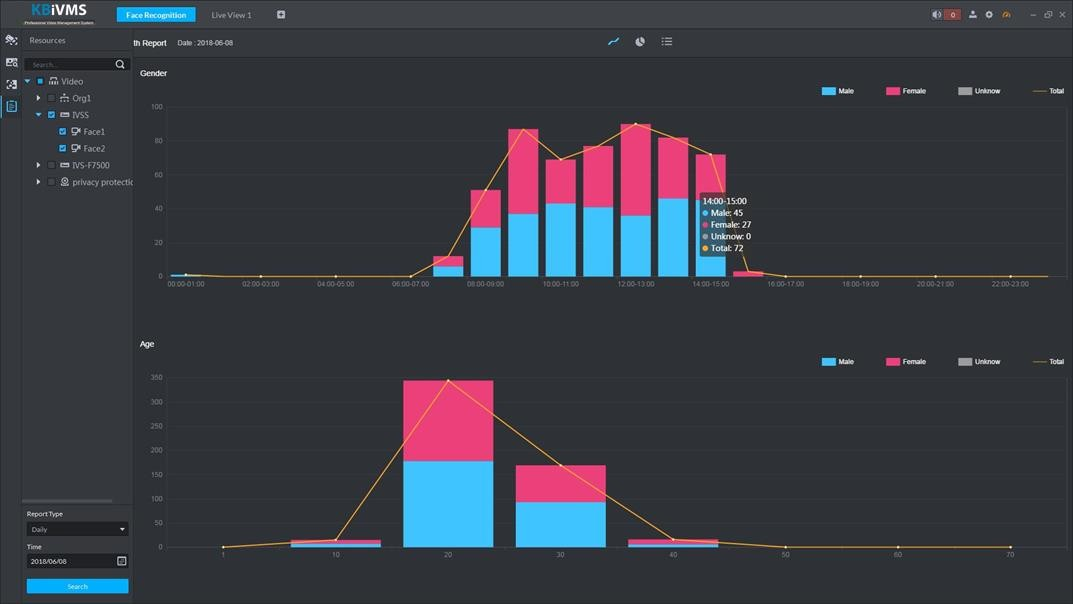 KBiVMS
Professional Video Management System
Face Recognition
Live View 1
0
Resources
th Report
Date : 2018-06-08
Search...
Video
Org1
IVSS
Face1
Face2
IVS-F7500
privacy protectic
Gender
Male
Female
Unknow
Total
100
80
60
40
20
0
14:00-15:00
Male: 45
Female: 27
Unknow: 0
Total: 72
00:00-01:00
02:00-03:00
04:00-05:00
06:00-07:00
08:00-09:00
10:00-11:00
12:00-13:00
14:00-15:00
16:00-17:00
18:00-19:00
20:00-21:00
22:00-23:00
Age
Male
Female
Unknow
Total
350
300
250
200
150
100
50
0
1
10
20
30
40
50
60
70
Report Type
Daily
Time
2018/06/08
Search